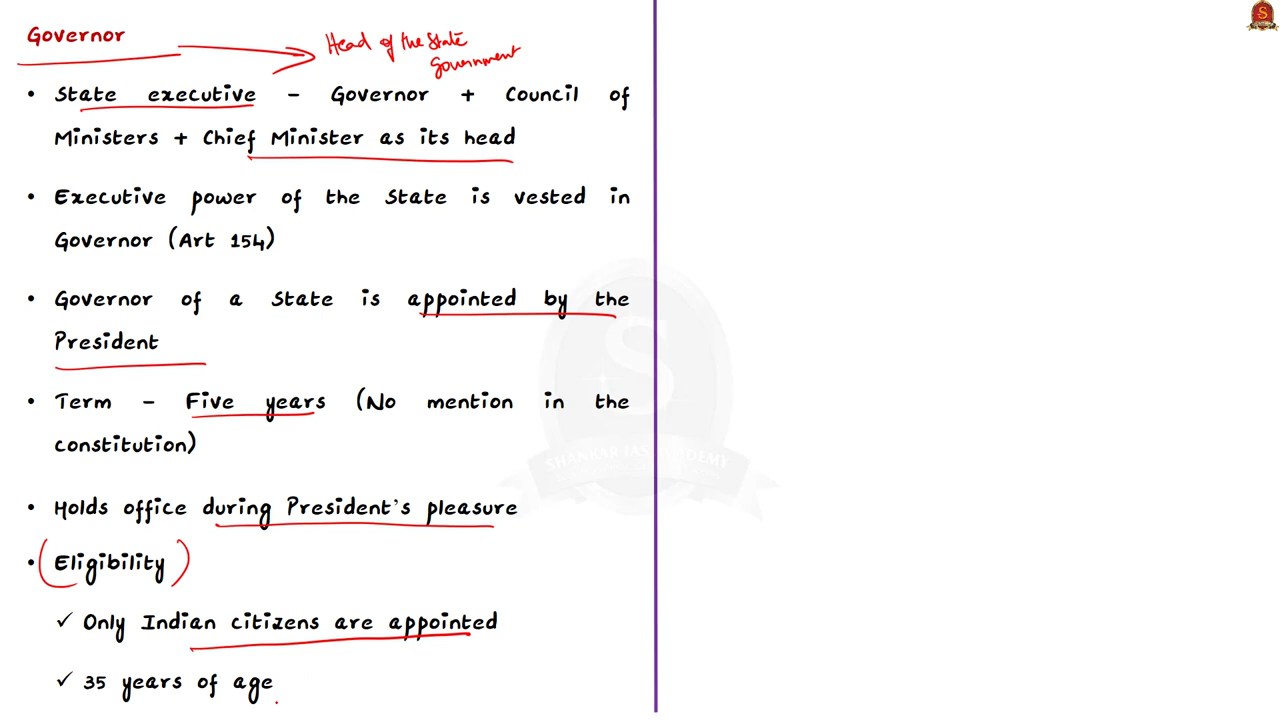 Governor
Head of the State
Government
• State executive – Governor + Council of
Ministers + Chief Minister as its head
• Executive power of the State is vested in
Governor (Art 154)
• Governor of a State is appointed by the
President
• Term – Five years (No mention in the
constitution)
• Holds office during President's pleasure
• Eligibility
✓ Only Indian citizens are appointed
✓ 35 years of age
S
SHANKAR IAS ACADEMY
S